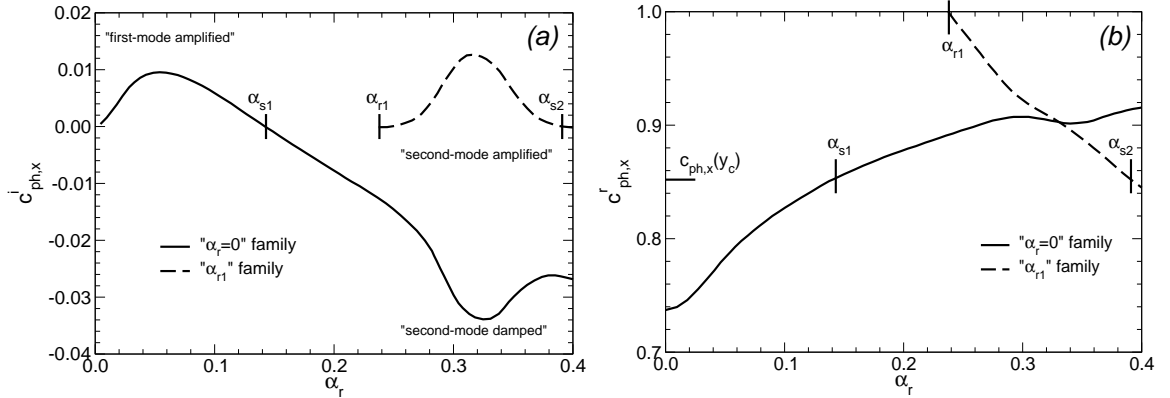 (a)
"first-mode amplified"
0.01
0.00
-0.01
-0.02
-0.03
-0.04
c^i_ph,x
α_s1
α_r1
α_s2
"second-mode amplified"
"α_r=0" family
"α_r1" family
"second-mode damped"
0.0 0.1 0.2 0.3 0.4
α_r
(b)
1.0
0.9
0.8
0.7
c^r_ph,x
α_r1
α_s1
α_s2
c_ph,x(y_c)
"α_r=0" family
"α_r1" family
0.0 0.1 0.2 0.3 0.4
α_r